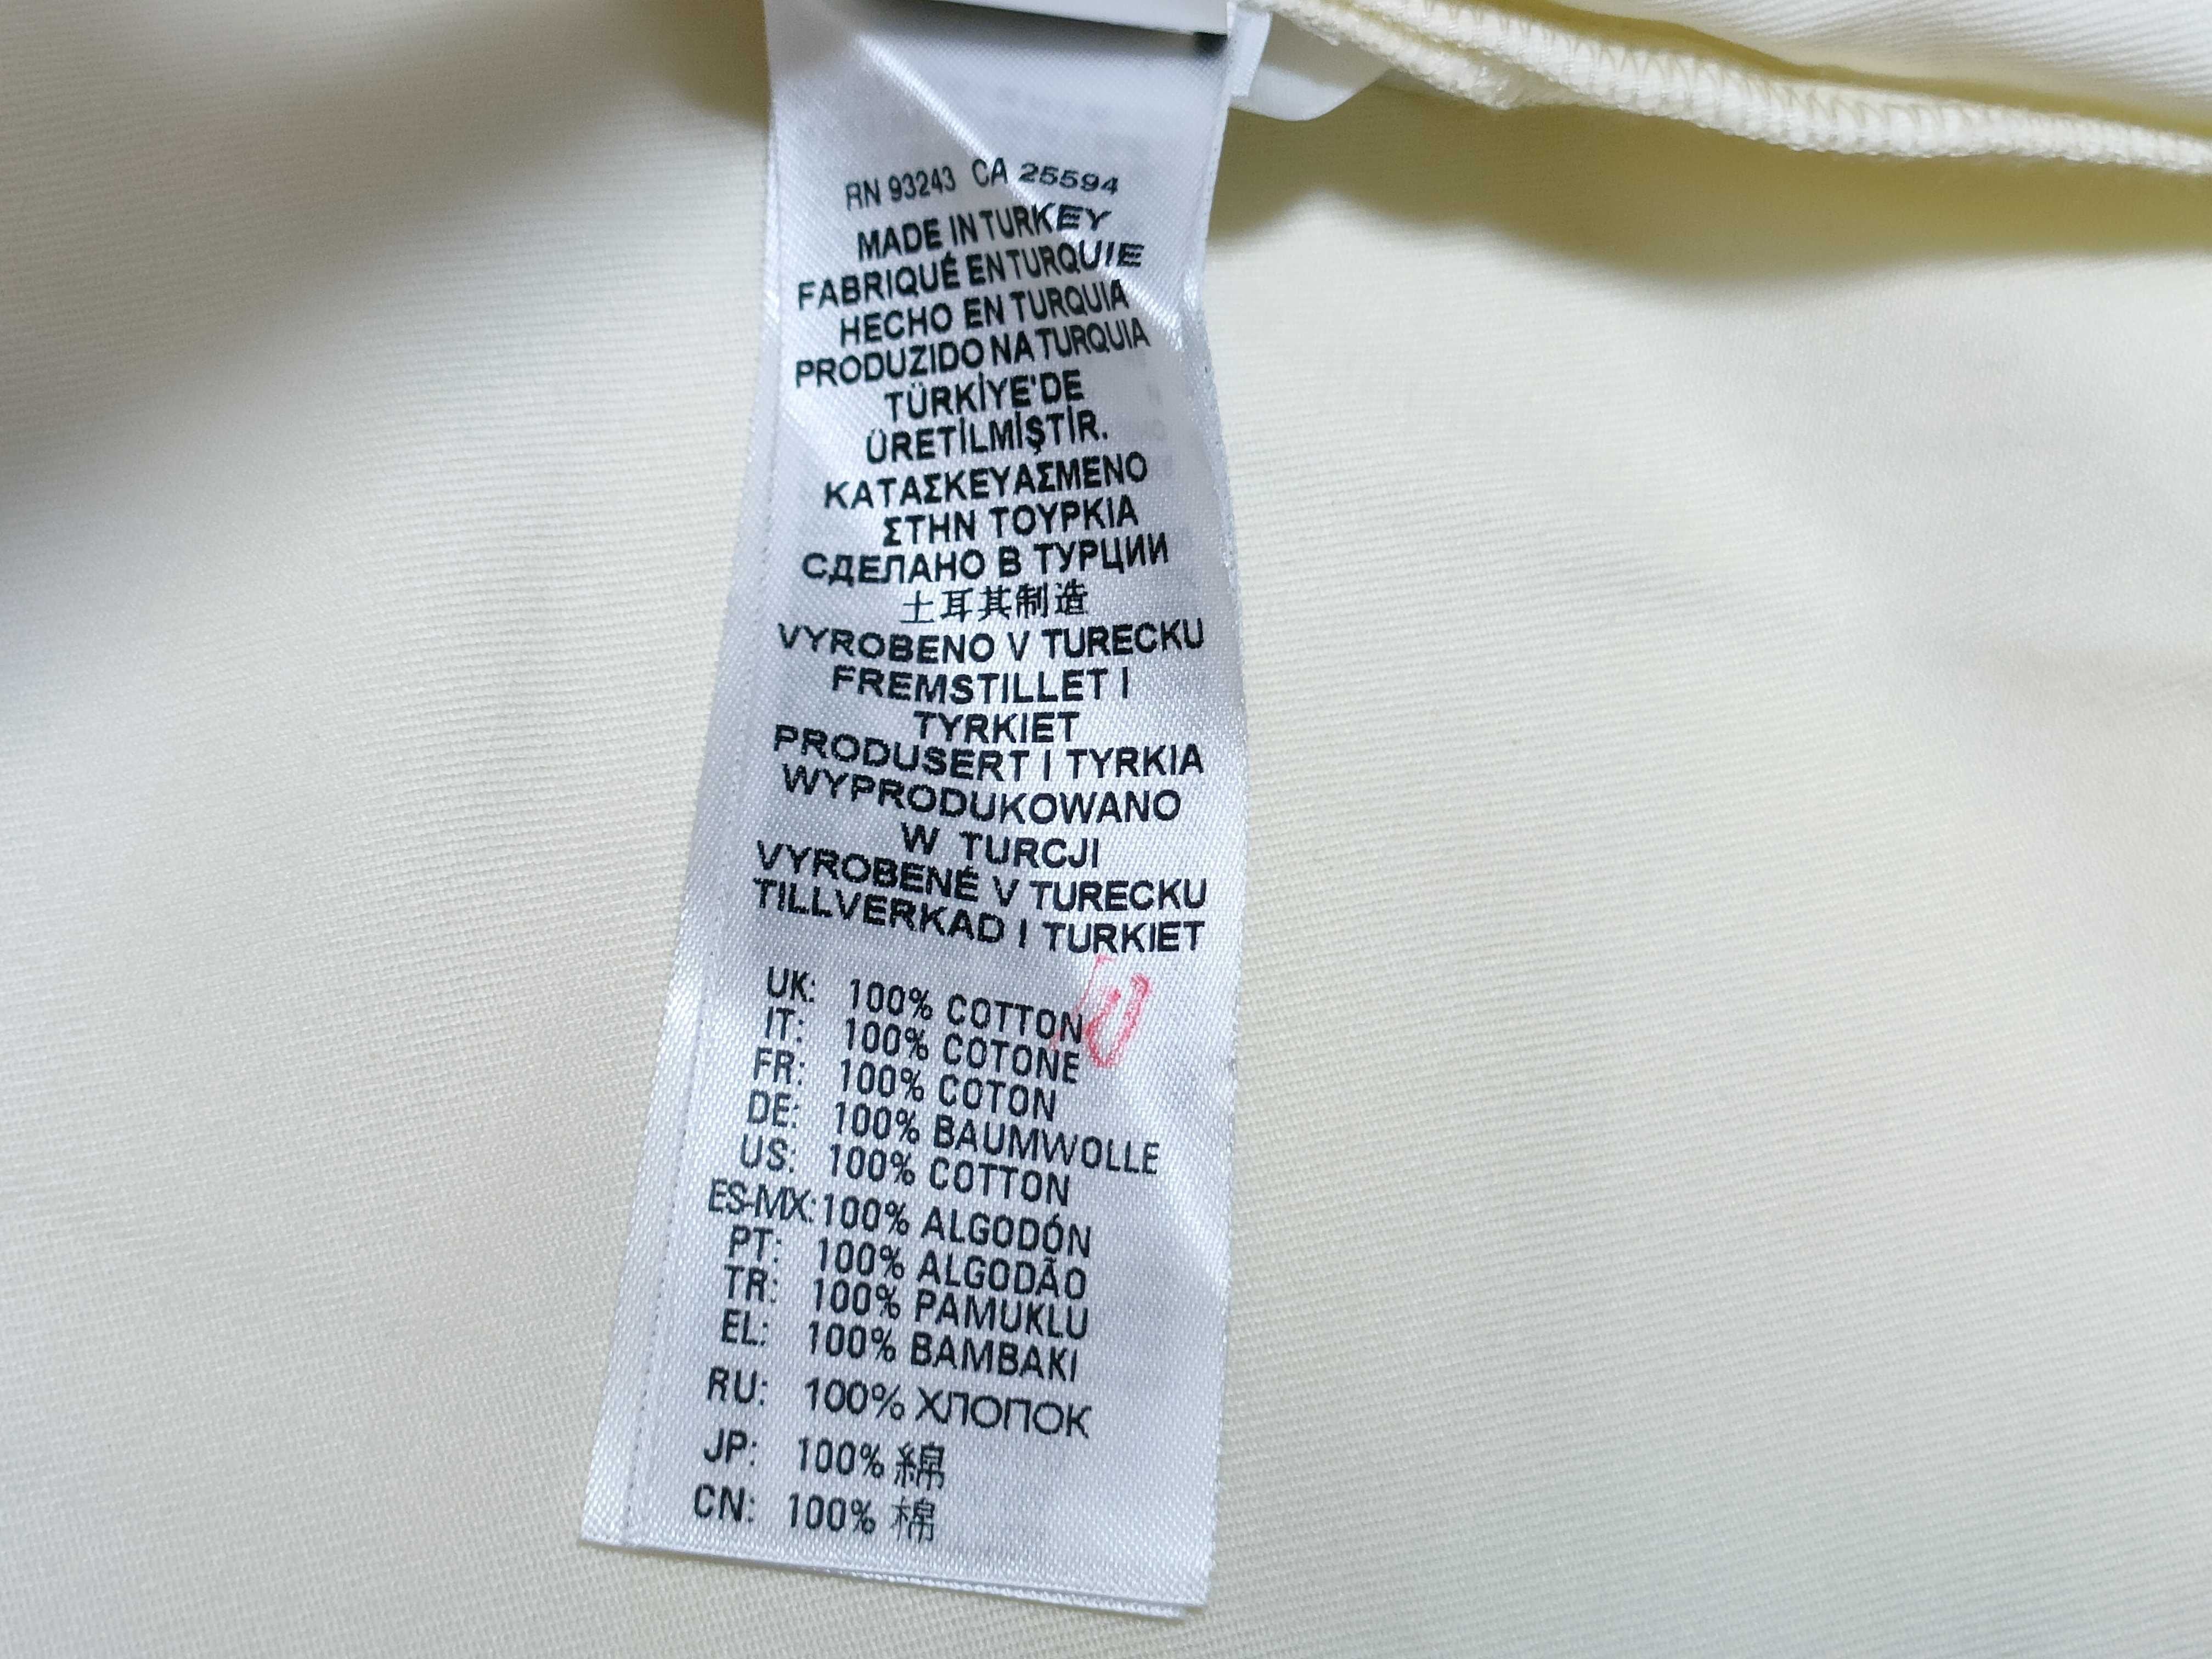 RN 93243 CA 25594
MADE IN TURKEY
FABRIQUÉ EN TURQUIE
HECHO EN TURQUIA
PRODUZIDO NA TURQUIA
TÜRKİYE'DE
ÜRETİLMİŞTİR.
ΚΑΤΑΣΚΕΥΑΣΜΕΝΟ
ΣΤΗΝ ΤΟΥΡΚΙΑ
СДЕЛАНО В ТУРЦИИ
土耳其制造
VYROBENO V TURECKU
FREMSTILLET I
TYRKIET
PRODUSERT I TYRKIA
WYPRODUKOWANO
W TURCJI
VYROBENÉ V TURECKU
TILLVERKAD I TURKIET
UK: 100% COTTON
IT: 100% COTONE
FR: 100% COTON
DE: 100% BAUMWOLLE
US: 100% COTTON
ES-MX: 100% ALGODÓN
PT: 100% ALGODÃO
TR: 100% PAMUKLU
EL: 100% BAMBAKI
RU: 100% ХЛОПОК
JP: 100% 綿
CN: 100% 棉